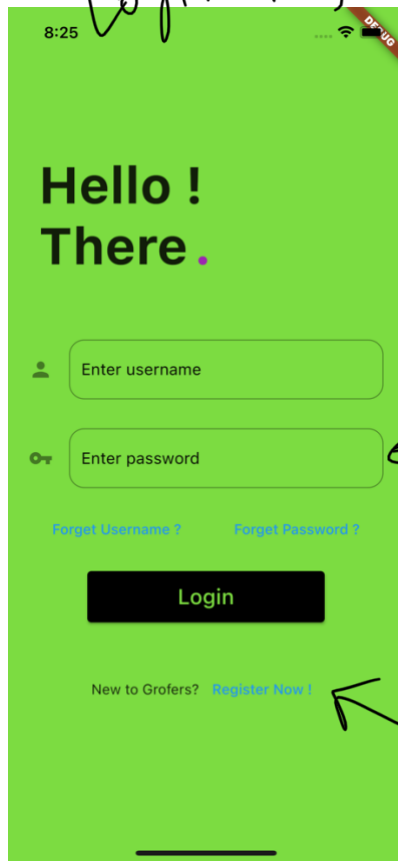 8:25
DEBUG
Hello !
There .
Enter username
Enter password
Forget Username ? Forget Password ?
Login
New to Grofers? Register Now !